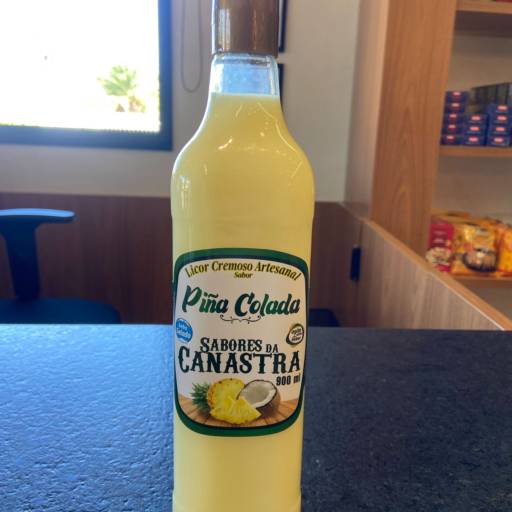 Licor Cremoso Artesanal
Sabor
Piña Colada
SABORES DA
CANASTRA
900 ml